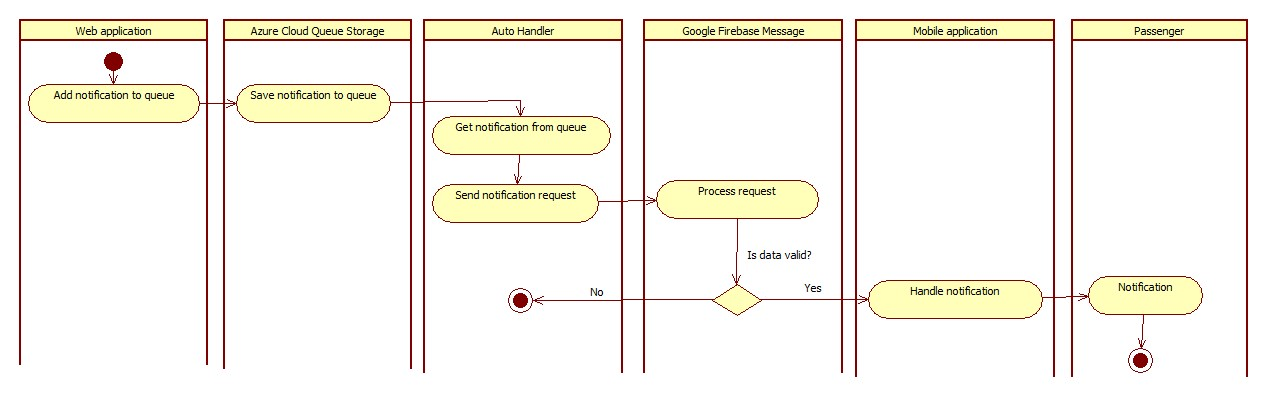 Web application
Azure Cloud Queue Storage
Auto Handler
Google Firebase Message
Mobile application
Passenger
Add notification to queue
Save notification to queue
Get notification from queue
Send notification request
Process request
Is data valid?
No
Yes
Handle notification
Notification